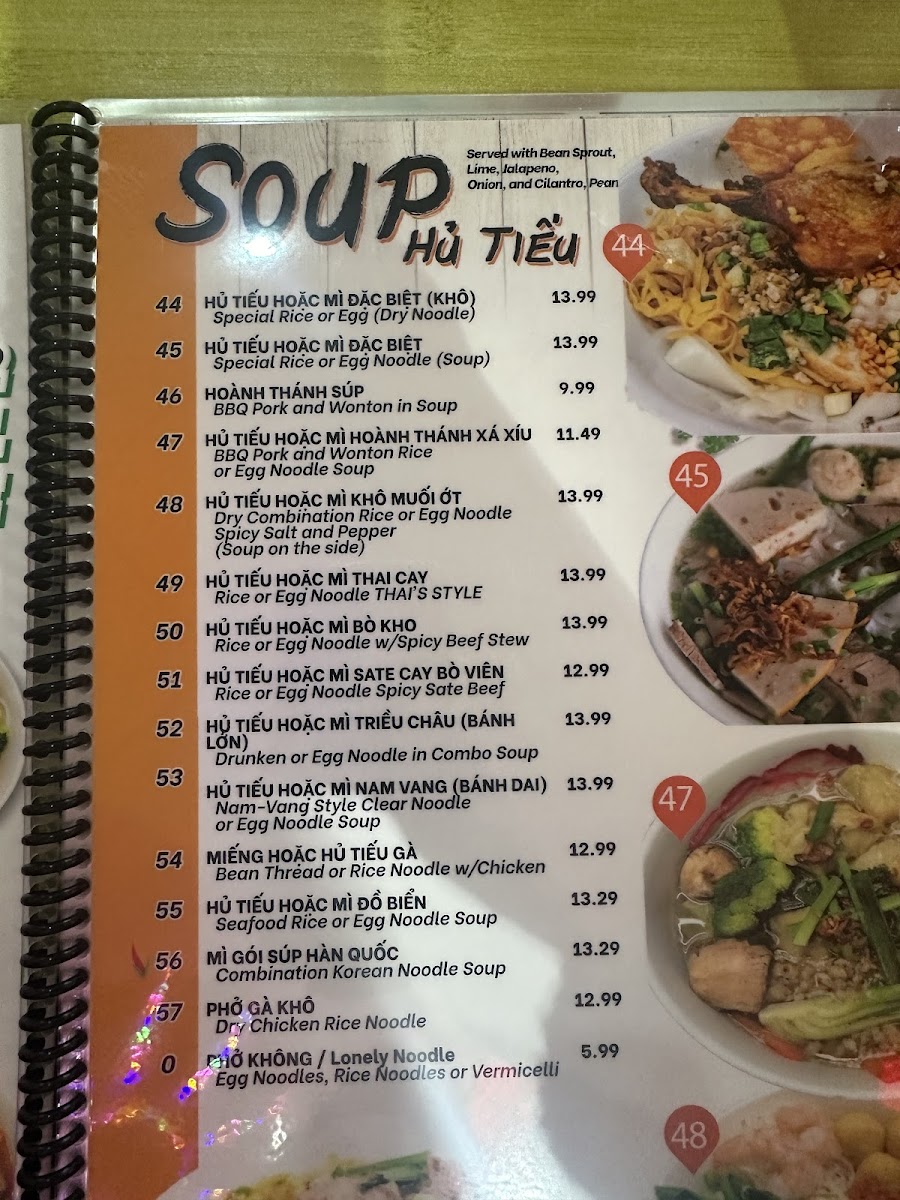 SOUP
HỦ TIẾU
Served with Bean Sprout,
Lime, Jalapeno,
Onion, and Cilantro,
44 HỦ TIẾU HOẶC MÌ ĐẶC BIỆT (KHÔ) 13.99
Special Rice or Egg (Dry Noodle)
45 HỦ TIẾU HOẶC MÌ ĐẶC BIỆT 13.99
Special Rice or Egg Noodle (Soup)
46 HOÀNH THÁNH SÚP 9.99
BBQ Pork and Wonton in Soup
47 HỦ TIẾU HOẶC MÌ HOÀNH THÁNH XÁ XÍU 11.49
BBQ Pork and Wonton Rice
or Egg Noodle Soup
48 HỦ TIẾU HOẶC MÌ KHÔ MUỐI ỚT 13.99
Dry Combination Rice or Egg Noodle
Spicy Salt and Pepper
(Soup on the side)
49 HỦ TIẾU HOẶC MÌ THAI CAY 13.99
Rice or Egg Noodle THAI'S STYLE
50 HỦ TIẾU HOẶC MÌ BÒ KHO 13.99
Rice or Egg Noodle w/Spicy Beef Stew
51 HỦ TIẾU HOẶC MÌ SATE CAY BÒ VIÊN 12.99
Rice or Egg Noodle Spicy Sate Beef
52 HỦ TIẾU HOẶC MÌ TRIỀU CHÂU (BÁNH 13.99
LỚN)
Drunken or Egg Noodle in Combo Soup
53 HỦ TIẾU HOẶC MÌ NAM VANG (BÁNH DAI) 13.99
Nam-Vang Style Clear Noodle
or Egg Noodle Soup
54 MIẾNG HOẶC HỦ TIẾU GÀ 12.99
Bean Thread or Rice Noodle w/Chicken
55 HỦ TIẾU HOẶC MÌ ĐỒ BIỂN 13.29
Seafood Rice or Egg Noodle Soup
56 MÌ GÓI SÚP HÀN QUỐC 13.29
Combination Korean Noodle Soup
57 PHỞ GÀ KHÔ 12.99
Dry Chicken Rice Noodle
0 PHỞ KHÔNG / Lonely Noodle 5.99
Egg Noodles, Rice Noodles or Vermicelli
44
45
47
48